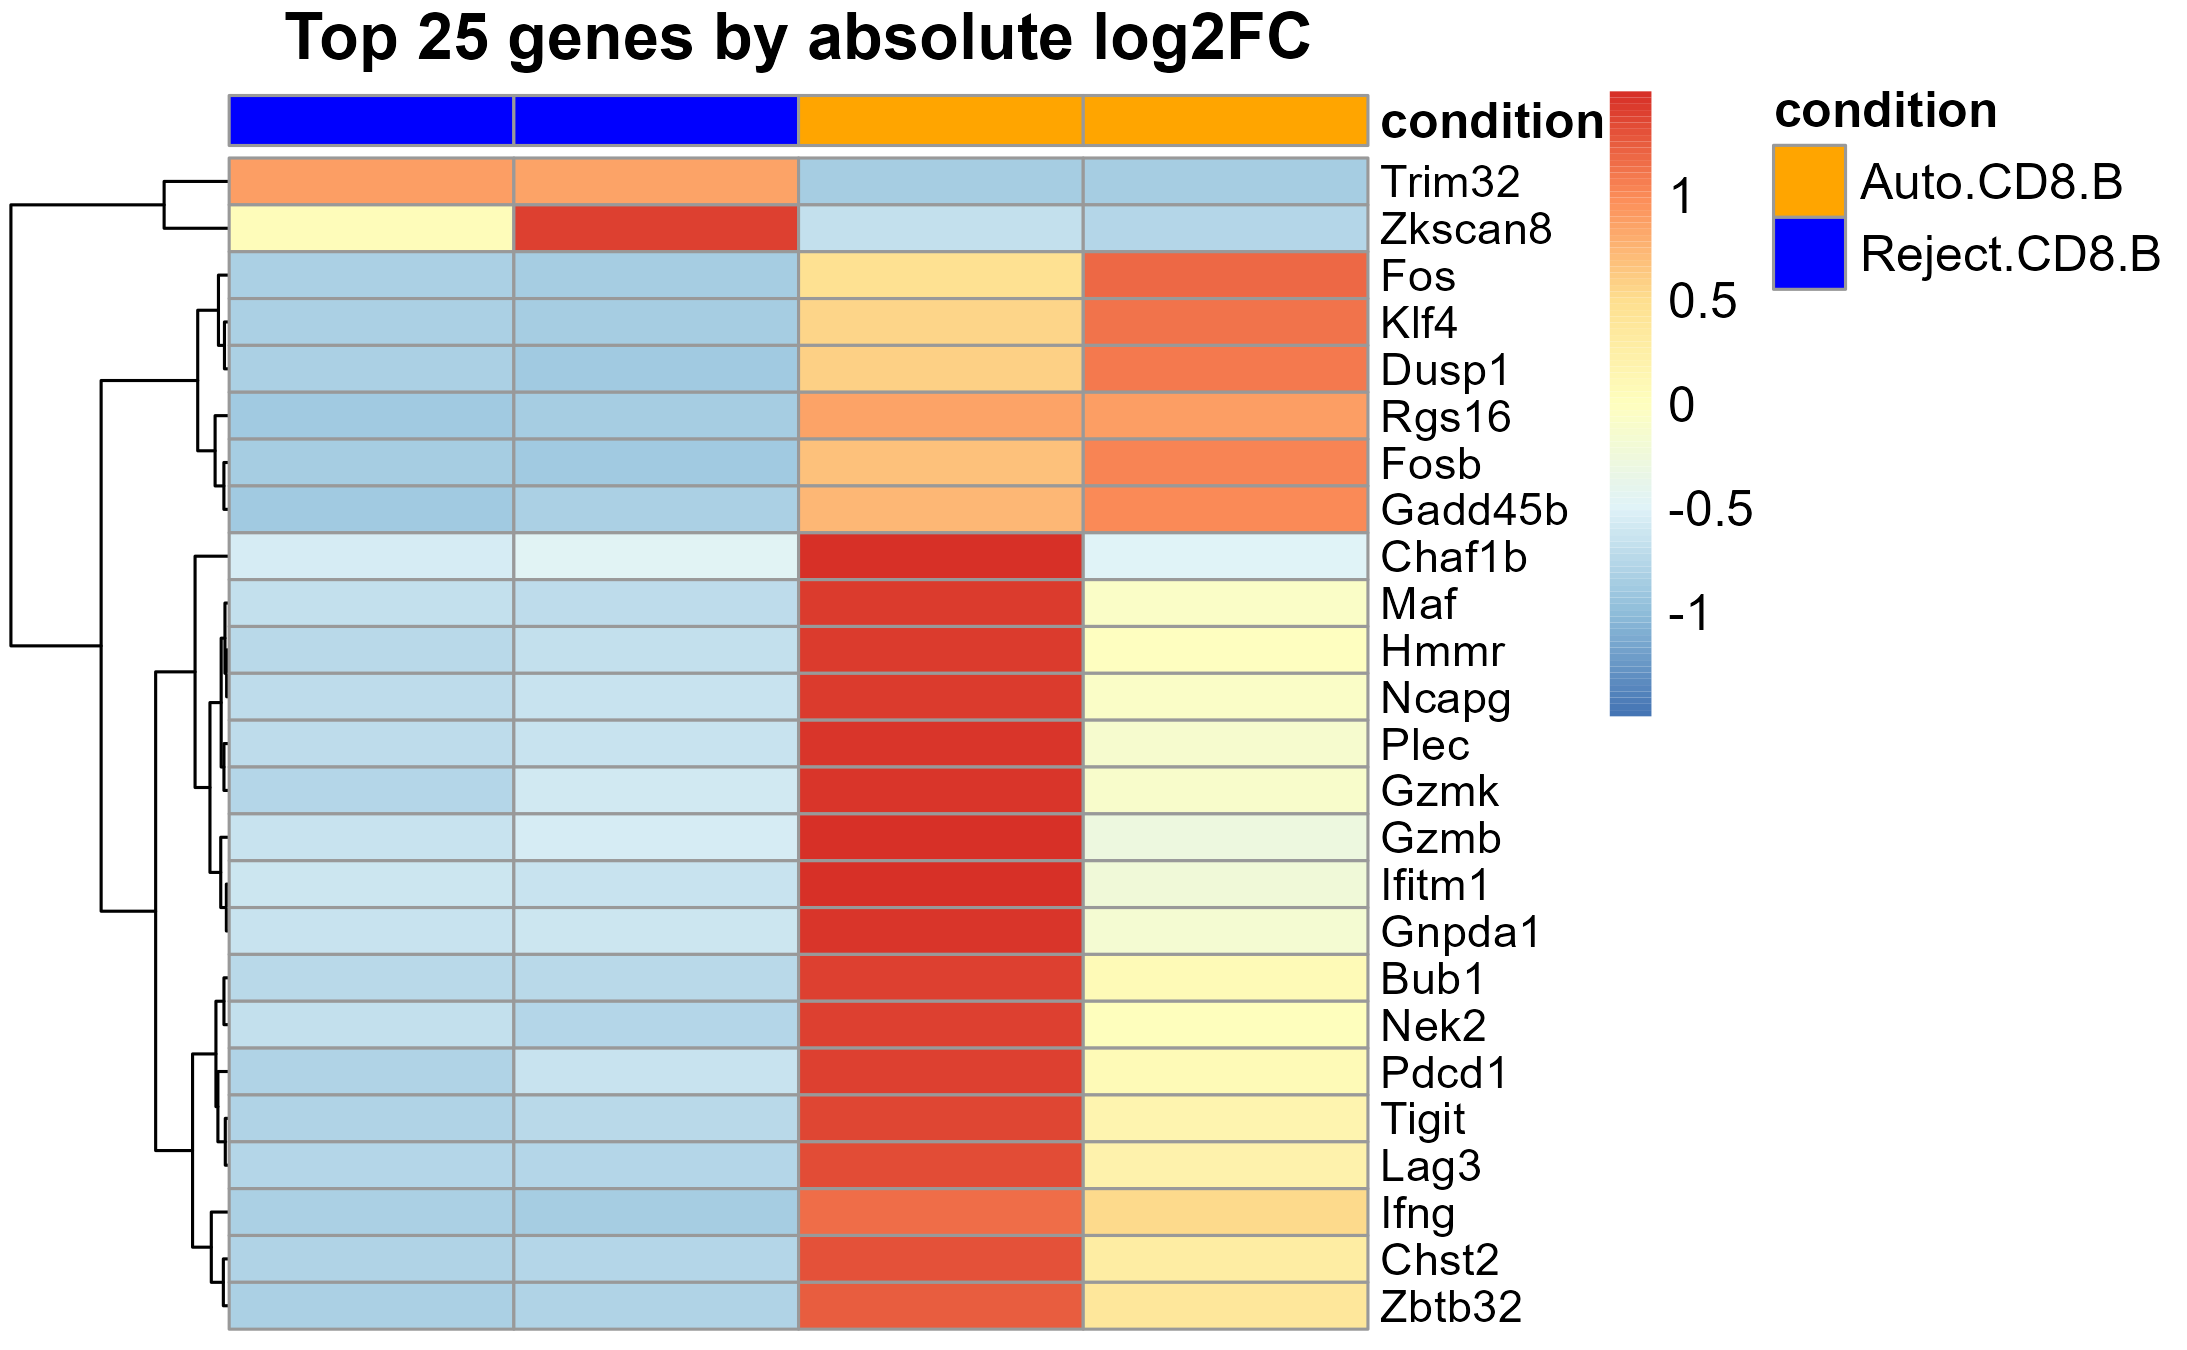 Top 25 genes by absolute log2FC
condition
Trim32
Zkscan8
Fos
Klf4
Dusp1
Rgs16
Fosb
Gadd45b
Chaf1b
Maf
Hmmr
Ncapg
Plec
Gzmk
Gzmb
Ifitm1
Gnpda1
Bub1
Nek2
Pdcd1
Tigit
Lag3
Ifng
Chst2
Zbtb32
1
0.5
0
-0.5
-1
condition
Auto.CD8.B
Reject.CD8.B